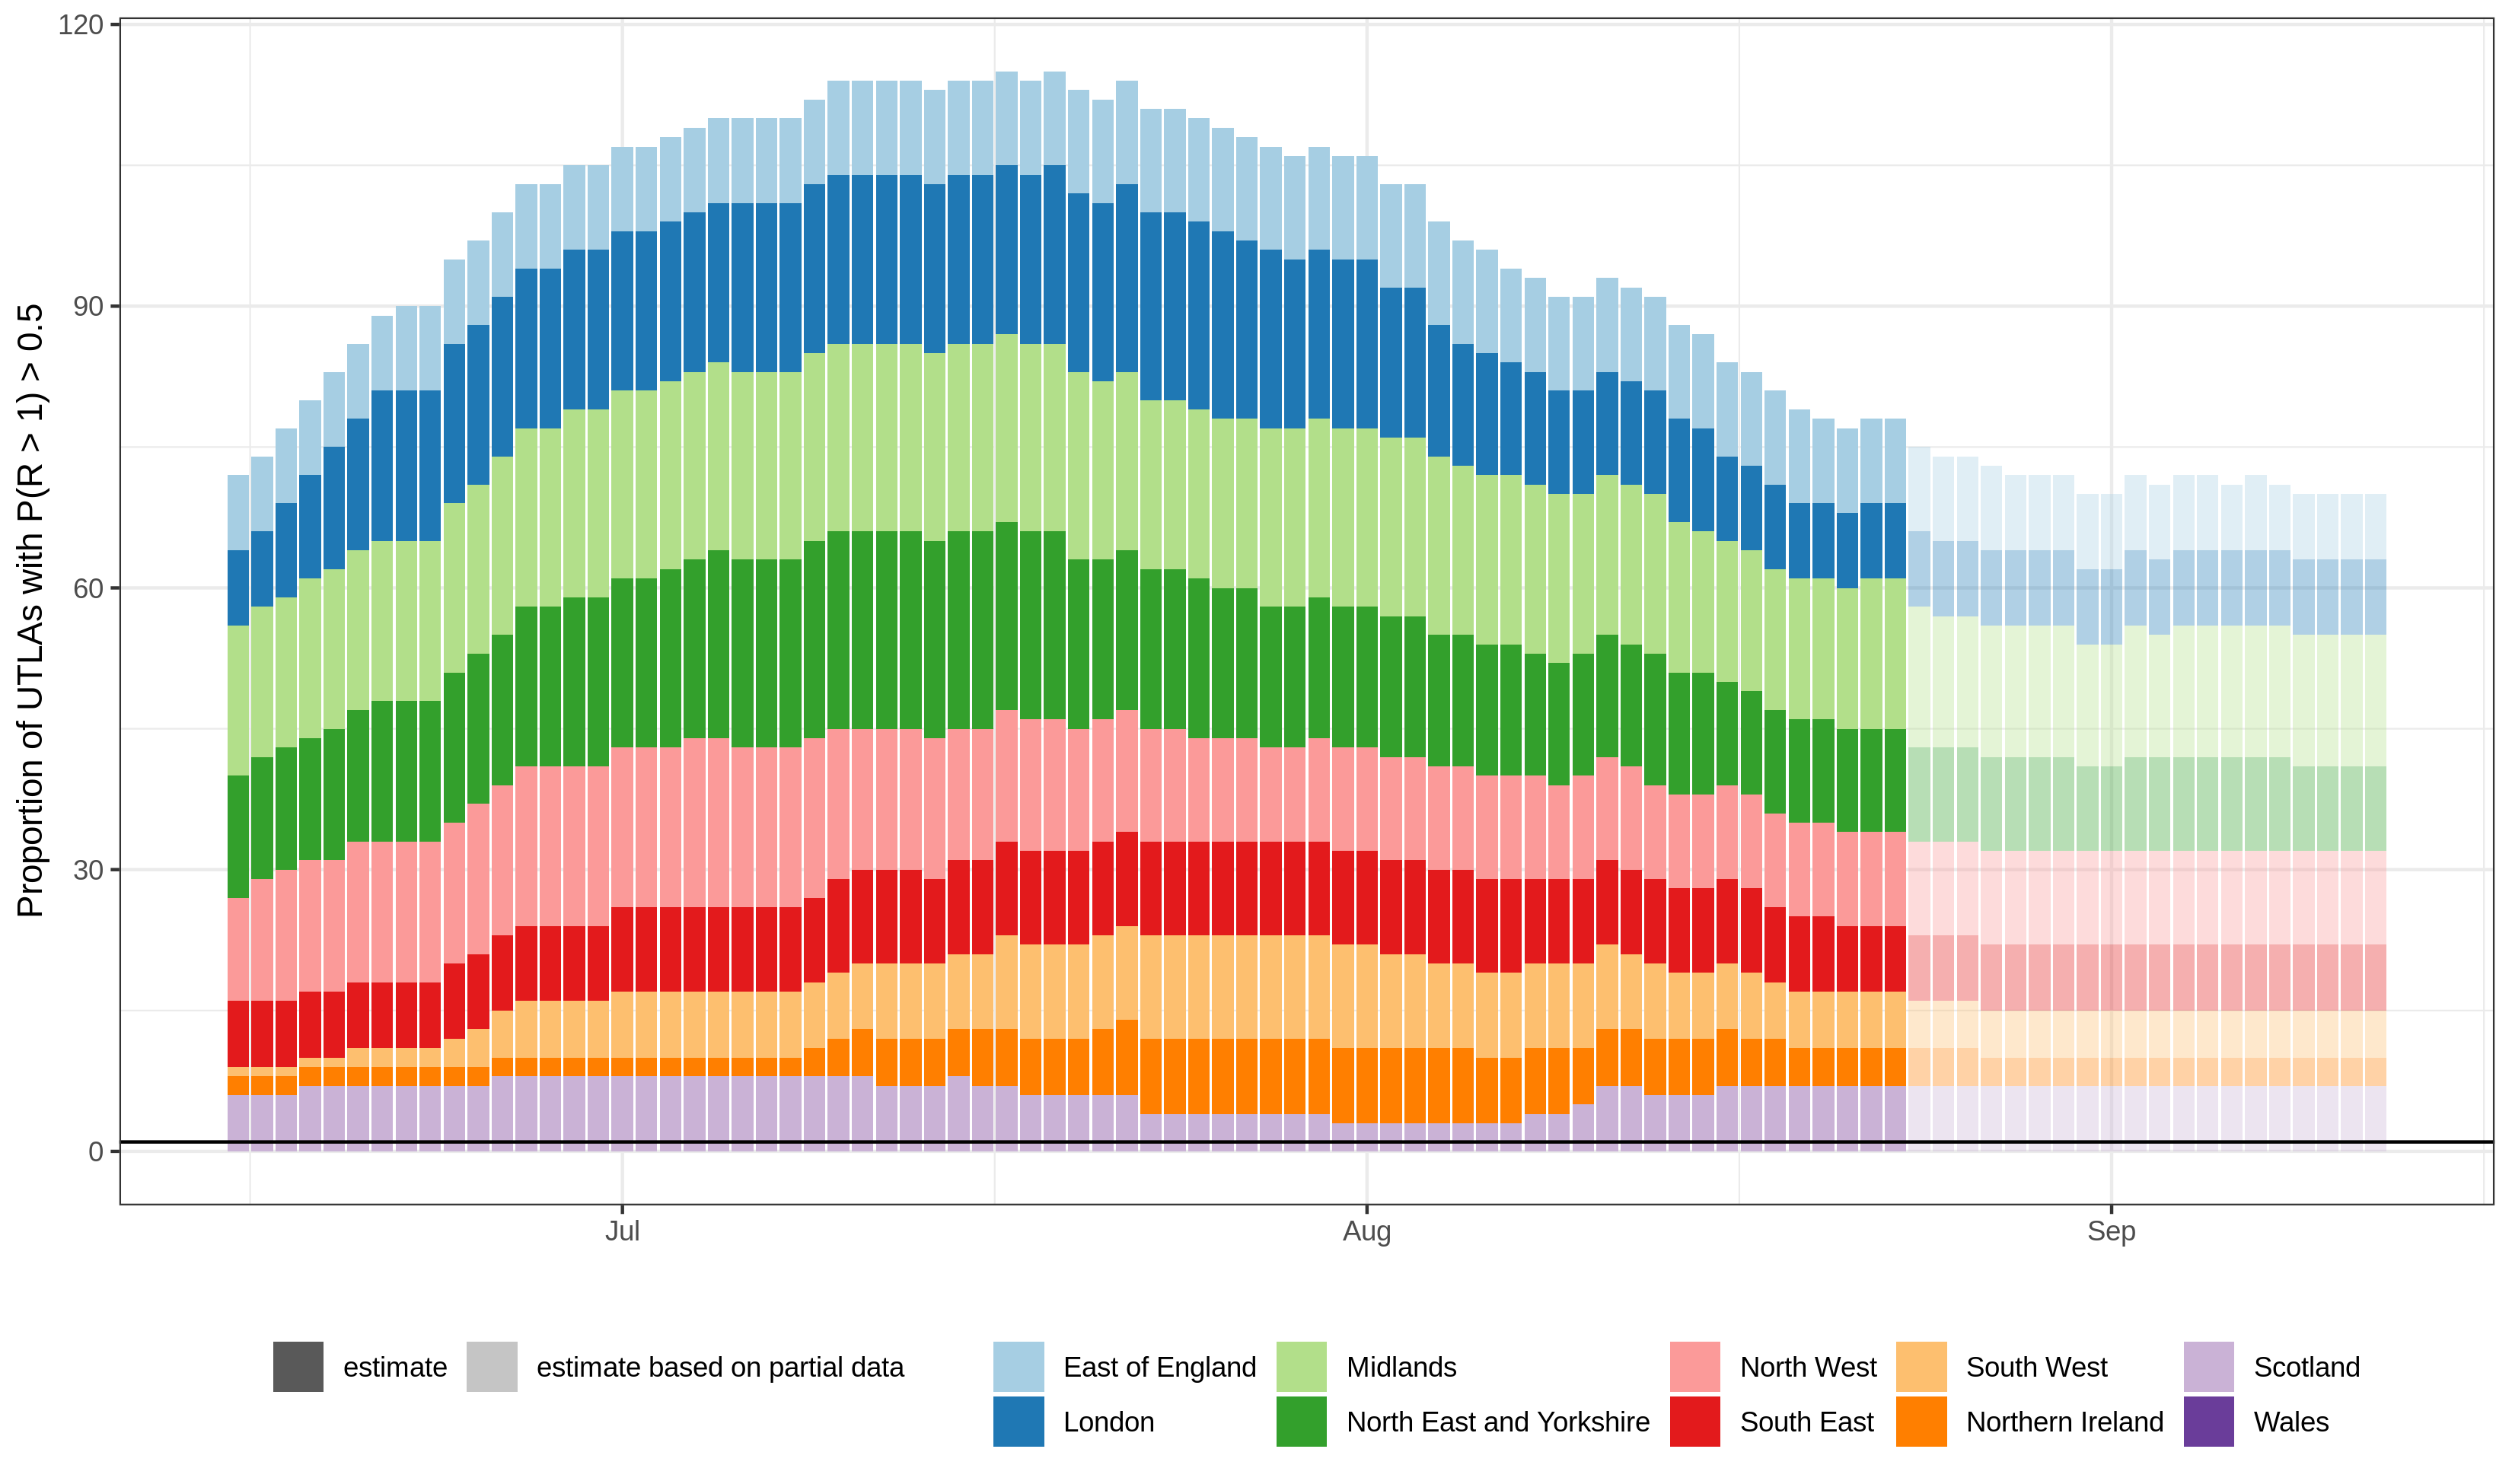 Proportion of UTLAs with P(R > 1) > 0.5
120
90
60
30
0
Jul Aug Sep
estimate estimate based on partial data East of England Midlands North West South West Scotland
London North East and Yorkshire South East Northern Ireland Wales